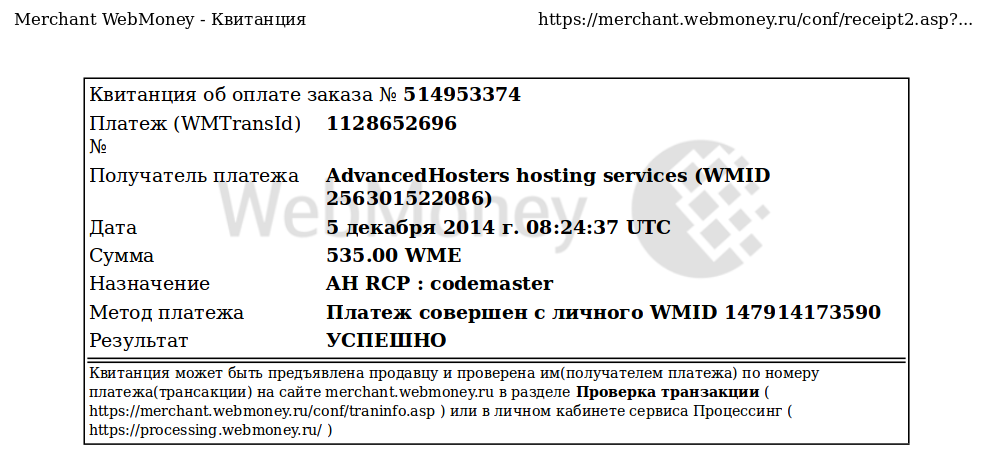 Merchant WebMoney - Квитанция https://merchant.webmoney.ru/conf/receipt2.asp?...
Квитанция об оплате заказа № 514953374
Платеж (WMTransId) 1128652696
№
Получатель платежа AdvancedHosters hosting services (WMID
256301522086)
WebMoney
Дата 5 декабря 2014 г. 08:24:37 UTC
Сумма 535.00 WME
Назначение AH RCP : codemaster
Метод платежа Платеж совершен с личного WMID 147914173590
Результат УСПЕШНО
Квитанция может быть предъявлена продавцу и проверена им(получателем платежа) по номеру
платежа(трансакции) на сайте merchant.webmoney.ru в разделе Проверка транзакции (
https://merchant.webmoney.ru/conf/traninfo.asp ) или в личном кабинете сервиса Процессинг (
https://processing.webmoney.ru/ )